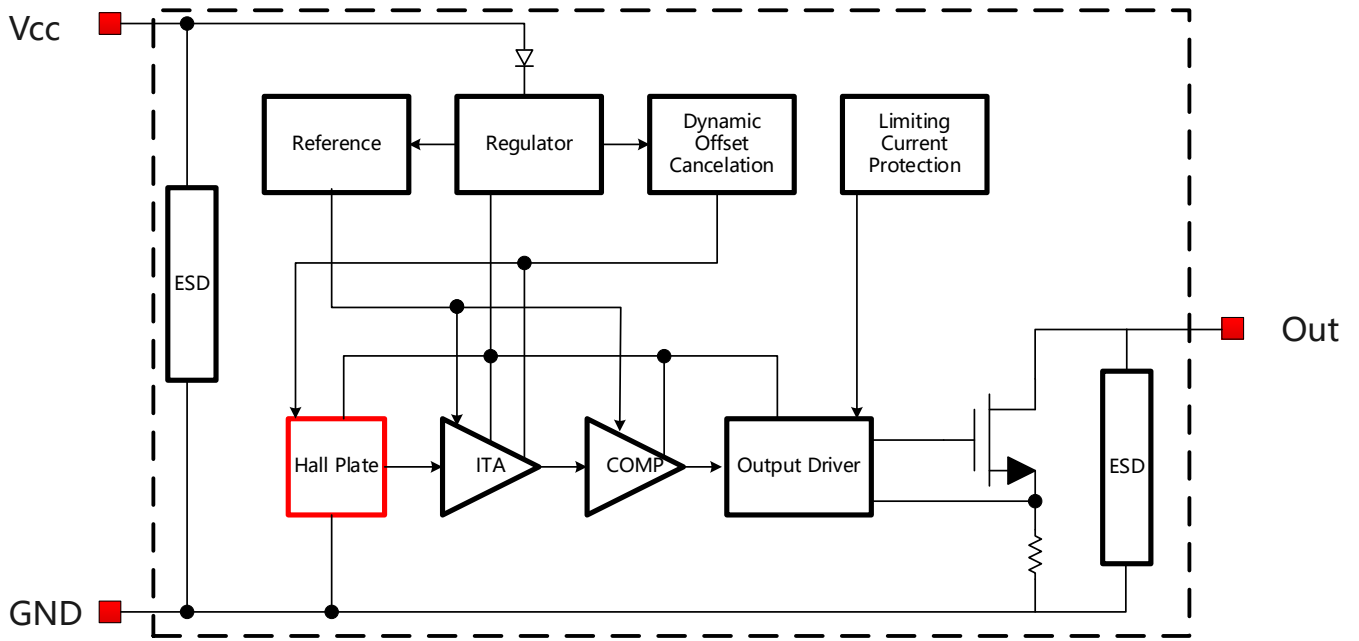 Vcc
Reference
Regulator
Dynamic
Offset
Cancelation
Limiting
Current
Protection
ESD
Out
Hall Plate
ITA
COMP
Output Driver
ESD
GND